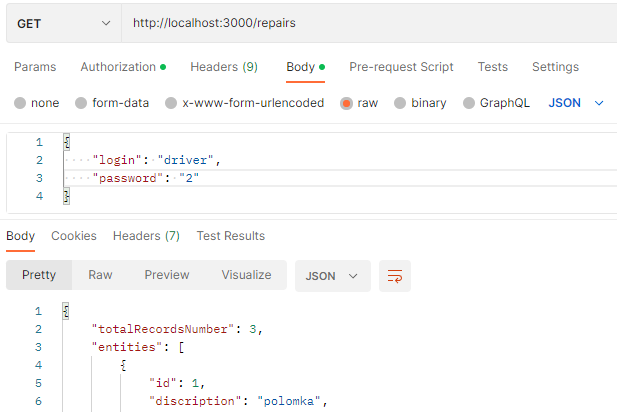 GET http://localhost:3000/repairs
Params Authorization Headers (9) Body Pre-request Script Tests Settings
none form-data x-www-form-urlencoded raw binary GraphQL JSON
1 {
2 "login": "driver",
3 "password": "2"
4 }
Body Cookies Headers (7) Test Results
Pretty Raw Preview Visualize JSON
1 {
2 "totalRecordsNumber": 3,
3 "entities": [
4 {
5 "id": 1,
6 "discription": "polomka",